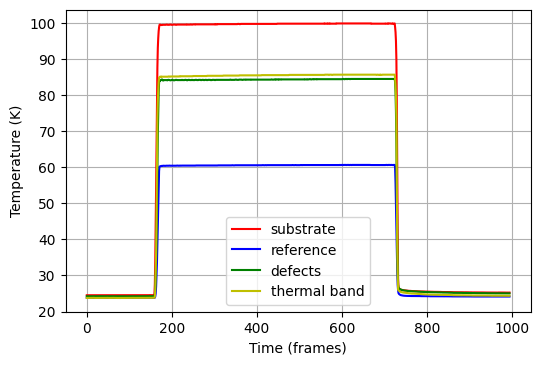 100
90
80
70
60
50
40
30
20
Temperature (K)
substrate
reference
defects
thermal band
0 200 400 600 800 1000
Time (frames)